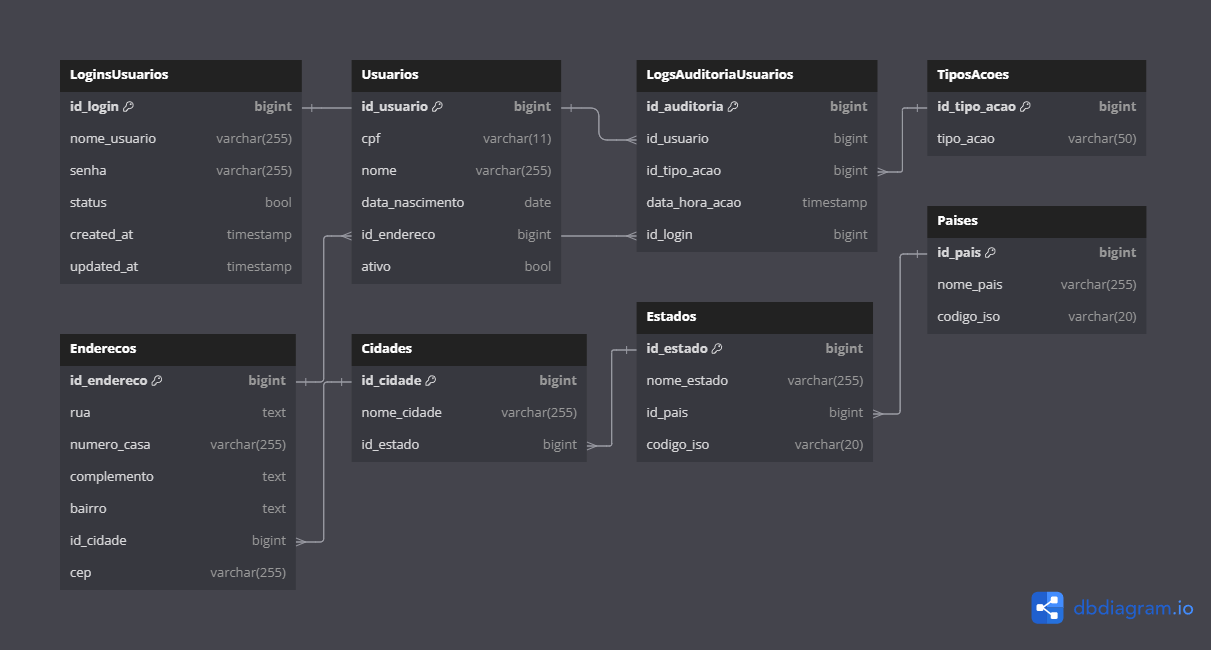 LoginsUsuarios
id_login bigint
nome_usuario varchar(255)
senha varchar(255)
status bool
created_at timestamp
updated_at timestamp
Usuarios
id_usuario bigint
cpf varchar(11)
nome varchar(255)
data_nascimento date
id_endereco bigint
ativo bool
LogsAuditoriaUsuarios
id_auditoria bigint
id_usuario bigint
id_tipo_acao bigint
data_hora_acao timestamp
id_login bigint
TiposAcoes
id_tipo_acao bigint
tipo_acao varchar(50)
Paises
id_pais bigint
nome_pais varchar(255)
codigo_iso varchar(20)
Enderecos
id_endereco bigint
rua text
numero_casa varchar(255)
complemento text
bairro text
id_cidade bigint
cep varchar(255)
Cidades
id_cidade bigint
nome_cidade varchar(255)
id_estado bigint
Estados
id_estado bigint
nome_estado varchar(255)
id_pais bigint
codigo_iso varchar(20)
dbdiagram.io